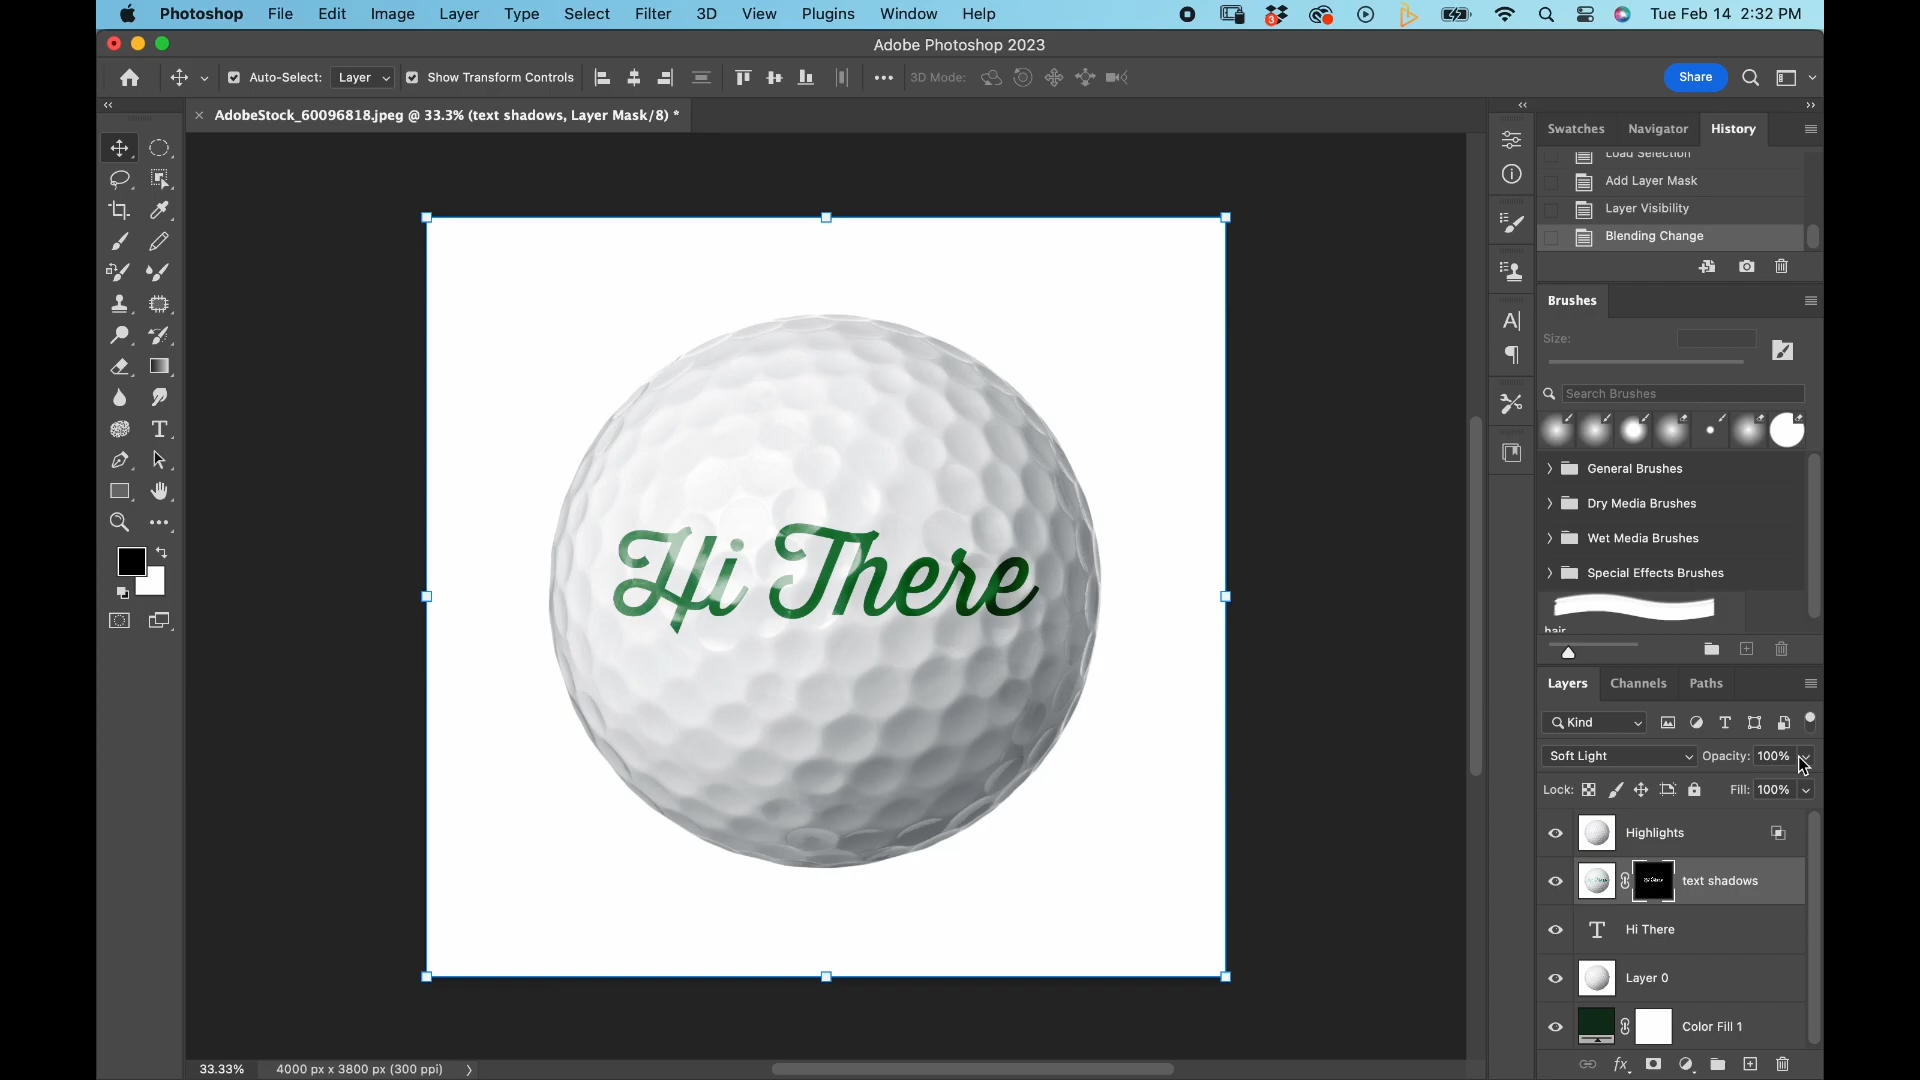 Photoshop File Edit Image Layer Type Select Filter 3D View Plugins Window Help 3 Tue Feb 14 2:32 PM
Adobe Photoshop 2023
Auto-Select: Layer Show Transform Controls 3D Mode: Share
AdobeStock_60096818.jpeg @ 33.3% (text shadows, Layer Mask/8) *
Swatches Navigator History
Load Selection
Add Layer Mask
Layer Visibility
Blending Change
Brushes
Size:
Search Brushes
General Brushes
Dry Media Brushes
Wet Media Brushes
Special Effects Brushes
hair
Hi There
Layers Channels Paths
Kind
Soft Light Opacity: 100%
Lock: Fill: 100%
Highlights
text shadows
Hi There
Layer 0
Color Fill 1
33.33% 4000 px x 3800 px (300 ppi)